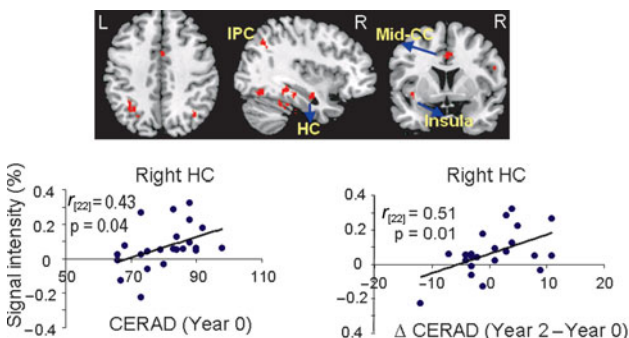 L
IPC
R
Mid-CC
R
HC
Insula
Right HC
Right HC
Signal intensity (%)
0.4
0.2
0
−0.2
−0.4
r[22] = 0.43
p = 0.04
50
70
90
110
CERAD (Year 0)
0.4
0.2
0
0.2
0.4
r[22] = 0.51
p = 0.01
−20
−10
0
10
20
Δ CERAD (Year 2 – Year 0)